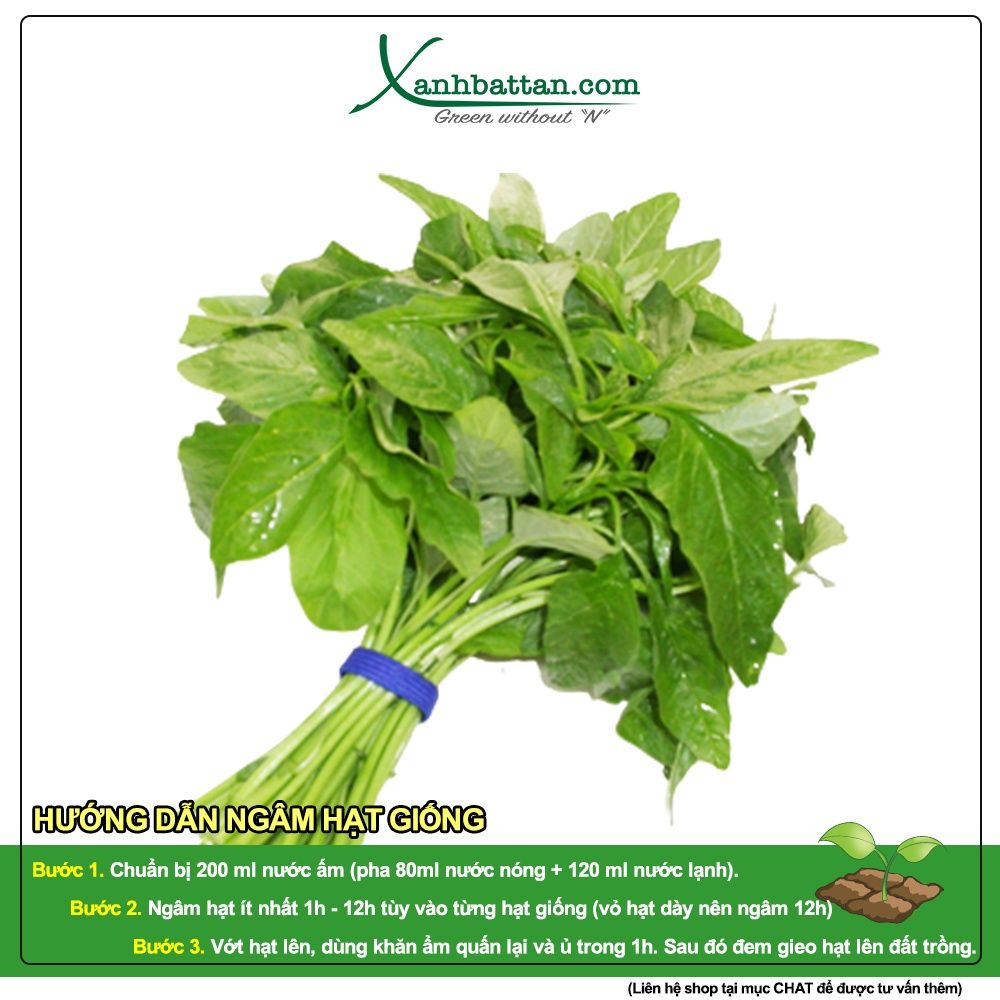 Xanhbattan.com
Green without "N"
HƯỚNG DẪN NGÂM HẠT GIỐNG
Bước 1. Chuẩn bị 200 ml nước ấm (pha 80ml nước nóng + 120 ml nước lạnh).
Bước 2. Ngâm hạt ít nhất 1h - 12h tùy vào từng hạt giống (vỏ hạt dày nên ngâm 12h)
Bước 3. Vớt hạt lên, dùng khăn ẩm quấn lại và ủ trong 1h. Sau đó đem gieo hạt lên đất trồng.
(Liên hệ shop tại mục CHAT để được tư vấn thêm)